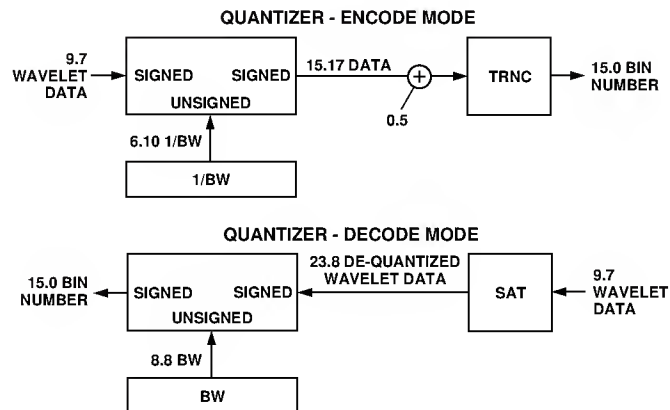 QUANTIZER - ENCODE MODE
9.7
WAVELET
DATA
SIGNED
SIGNED
UNSIGNED
15.17 DATA
0.5
TRNC
15.0 BIN
NUMBER
6.10 1/BW
1/BW
QUANTIZER - DECODE MODE
15.0 BIN
NUMBER
SIGNED
SIGNED
UNSIGNED
23.8 DE-QUANTIZED
WAVELET DATA
SAT
9.7
WAVELET
DATA
8.8 BW
BW